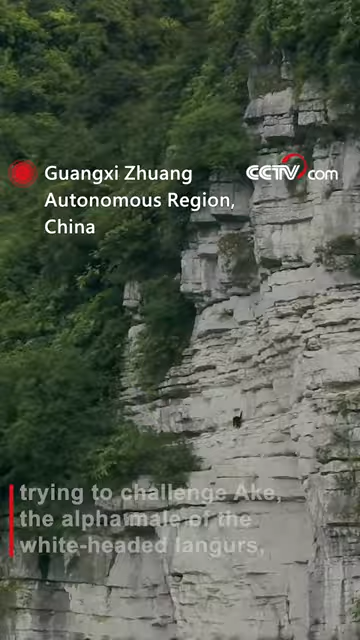 Guangxi Zhuang
CCTV.com
Autonomous Region,
China
trying to challenge Ake,
the alpha male of the
white-headed langurs,